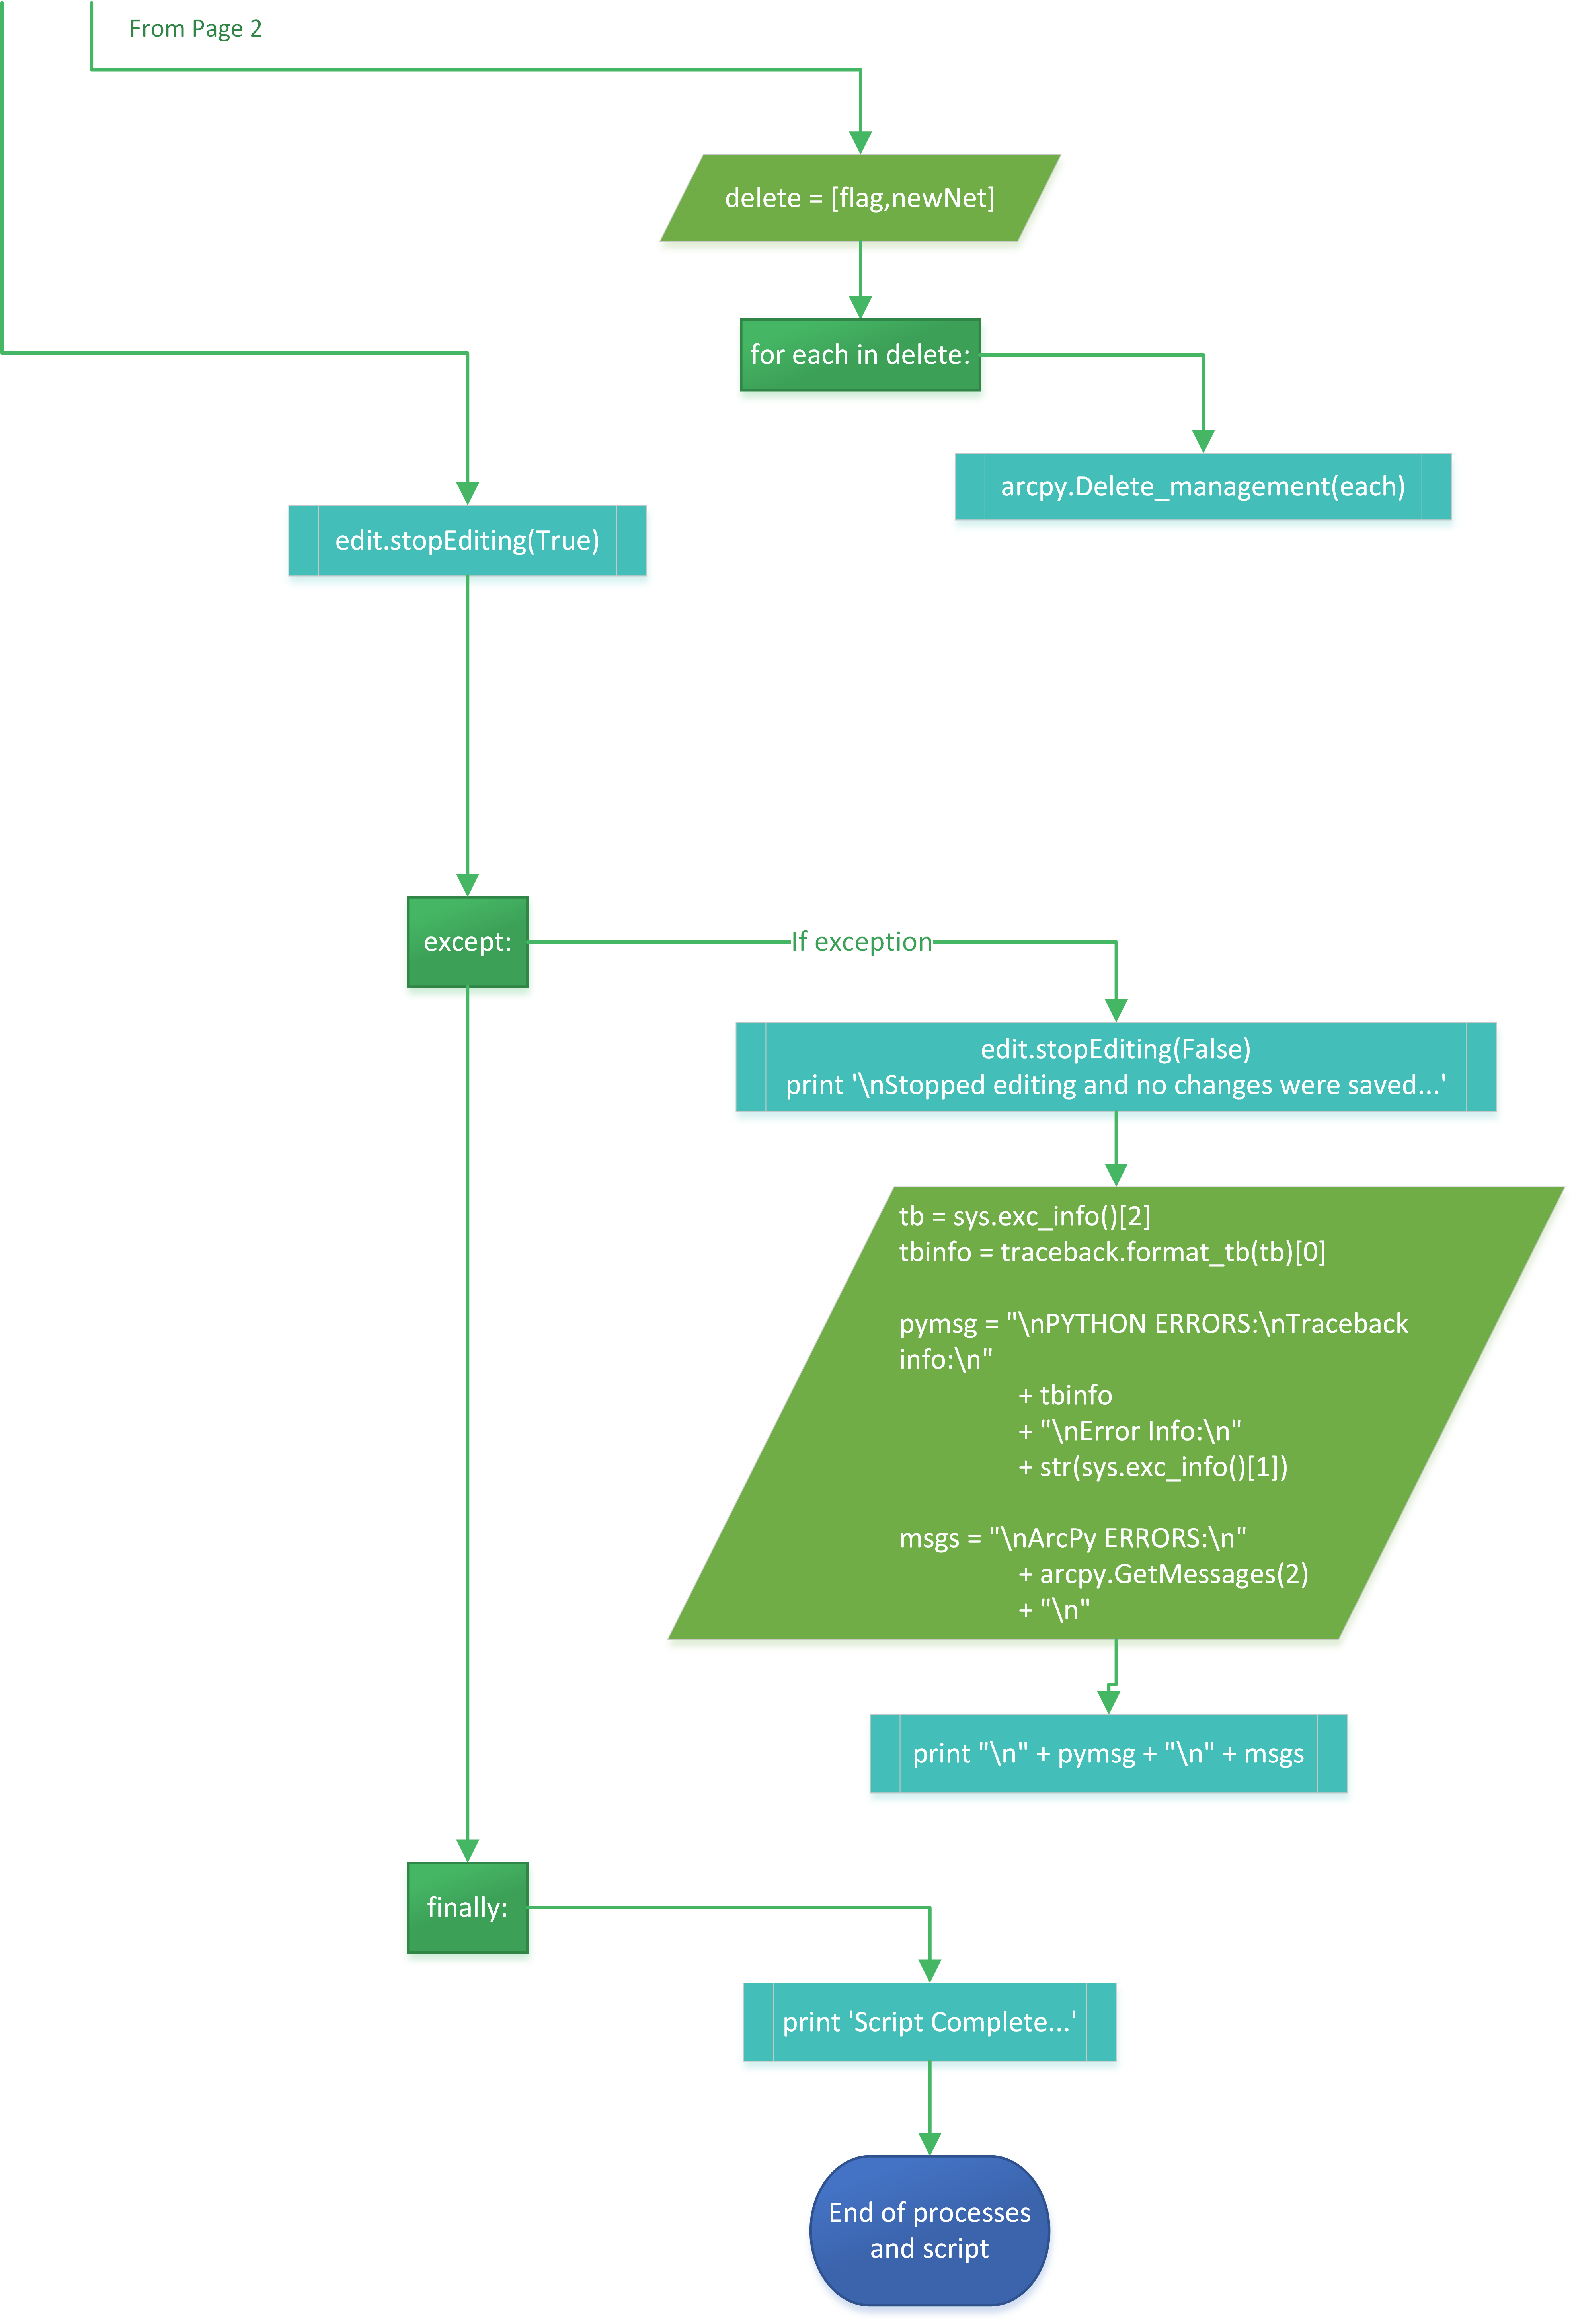 From Page 2
delete = [flag,newNet]
for each in delete:
arcpy.Delete_management(each)
edit.stopEditing(True)
except:
If exception
edit.stopEditing(False)
print '\nStopped editing and no changes were saved...'
tb = sys.exc_info()[2]
tbinfo = traceback.format_tb(tb)[0]
pymsg = "\nPYTHON ERRORS:\nTraceback
info:\n"
+ tbinfo
+ "\nError Info:\n"
+ str(sys.exc_info()[1])
msgs = "\nArcPy ERRORS:\n"
+ arcpy.GetMessages(2)
+ "\n"
print "\n" + pymsg + "\n" + msgs
finally:
print 'Script Complete...'
End of processes
and script